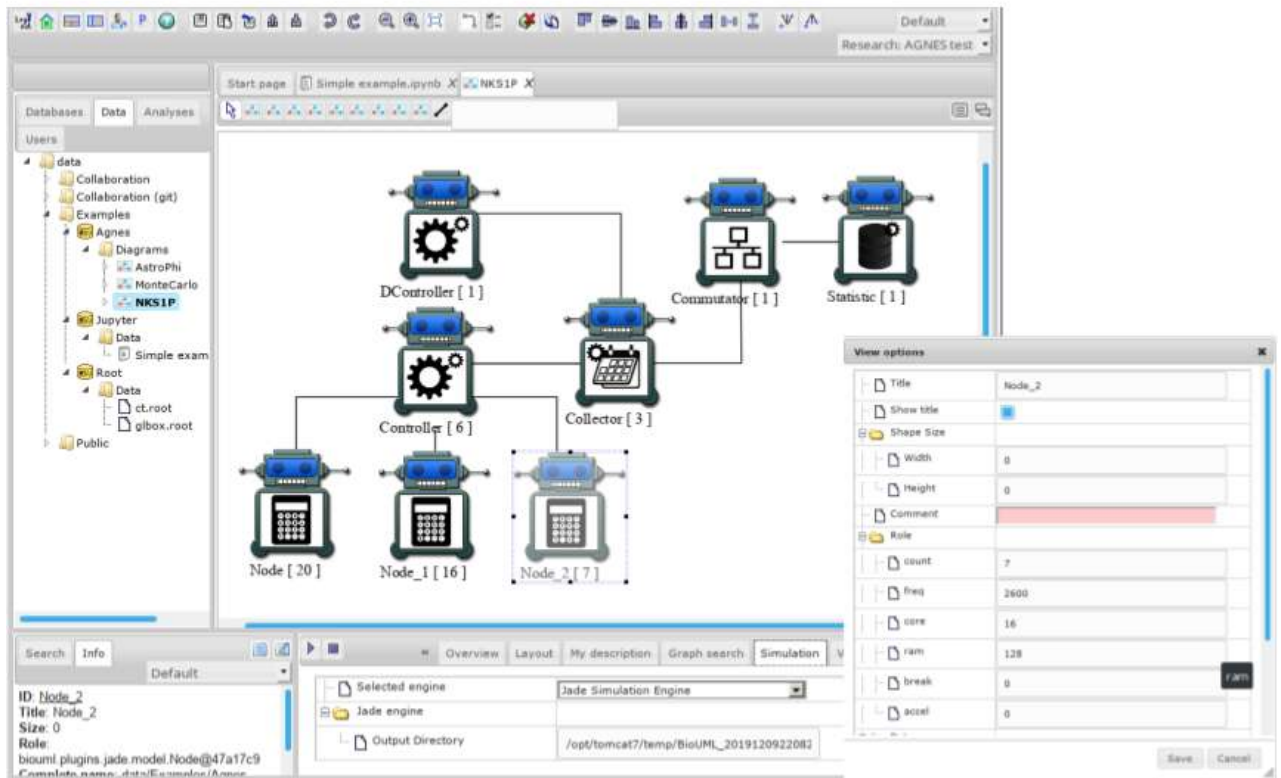 Default
Research: AGNES test
Start page
Simple example.ipynb X
NKS1P X
Databases
Data
Analyses
Users
data
Collaboration
Collaboration (git)
Examples
Agnes
Diagrams
AstroPhi
MonteCarlo
NKS1P
Jupyter
Data
Simple exam
Root
Data
ct.root
glbox.root
Public
DController [ 1 ]
Commutator [ 1 ]
Statistic [ 1 ]
Controller [ 6 ]
Collector [ 3 ]
Node [ 20 ]
Node_1 [ 16 ]
Node_2 [ 7 ]
View options
Title
Node_2
Show title
Shape Size
Width
0
Height
0
Comment
Role
count
7
freq
2600
core
16
ram
128
ram
break
0
accel
0
Save
Cancel
Search
Info
Default
ID: Node_2
Title: Node_2
Size: 0
Role:
biouml.plugins.jade.model.Node@47a17c9
Complete name: data/Examples/Agnes
Overview
Layout
My description
Graph search
Simulation
Selected engine
Jade Simulation Engine
Jade engine
Output Directory
/opt/tomcat7/temp/BioUML_2019120922082